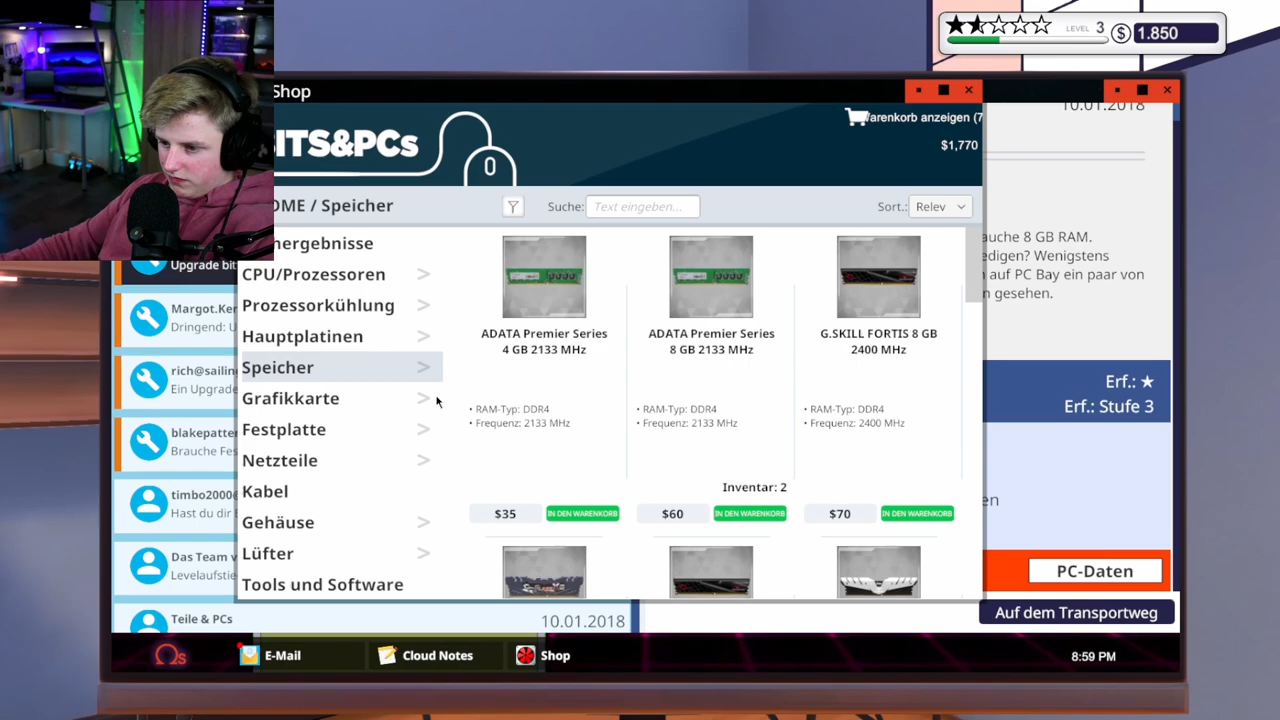 LEVEL 3
$ 1.850
Shop
BITS&PCs
arenkorb anzeigen (7
$1,770
10.01.2018
OME / Speicher
Suche: Text eingeben...
Sort.: Relev
nergebnisse
CPU/Prozessoren >
Prozessorkühlung >
Hauptplatinen >
Speicher >
Grafikkarte >
Festplatte >
Netzteile >
Kabel
Gehäuse >
Lüfter >
Tools und Software
ADATA Premier Series
4 GB 2133 MHz
• RAM-Typ: DDR4
• Frequenz: 2133 MHz
$35
IN DEN WARENKORB
ADATA Premier Series
8 GB 2133 MHz
• RAM-Typ: DDR4
• Frequenz: 2133 MHz
Inventar: 2
$60
IN DEN WARENKORB
G.SKILL FORTIS 8 GB
2400 MHz
• RAM-Typ: DDR4
• Frequenz: 2400 MHz
$70
IN DEN WARENKORB
Upgrade bit
Margot.Ker
Dringend: U
rich@sailin
Ein Upgrade
blakepatter
Brauche Fes
timbo2000
Hast du dir
Das Team v
Levelaufstie
Teile & PCs
10.01.2018
auche 8 GB RAM.
edigen? Wenigstens
n auf PC Bay ein paar von
n gesehen.
Erf.: ★
Erf.: Stufe 3
en
PC-Daten
Auf dem Transportweg
E-Mail
Cloud Notes
Shop
8:59 PM